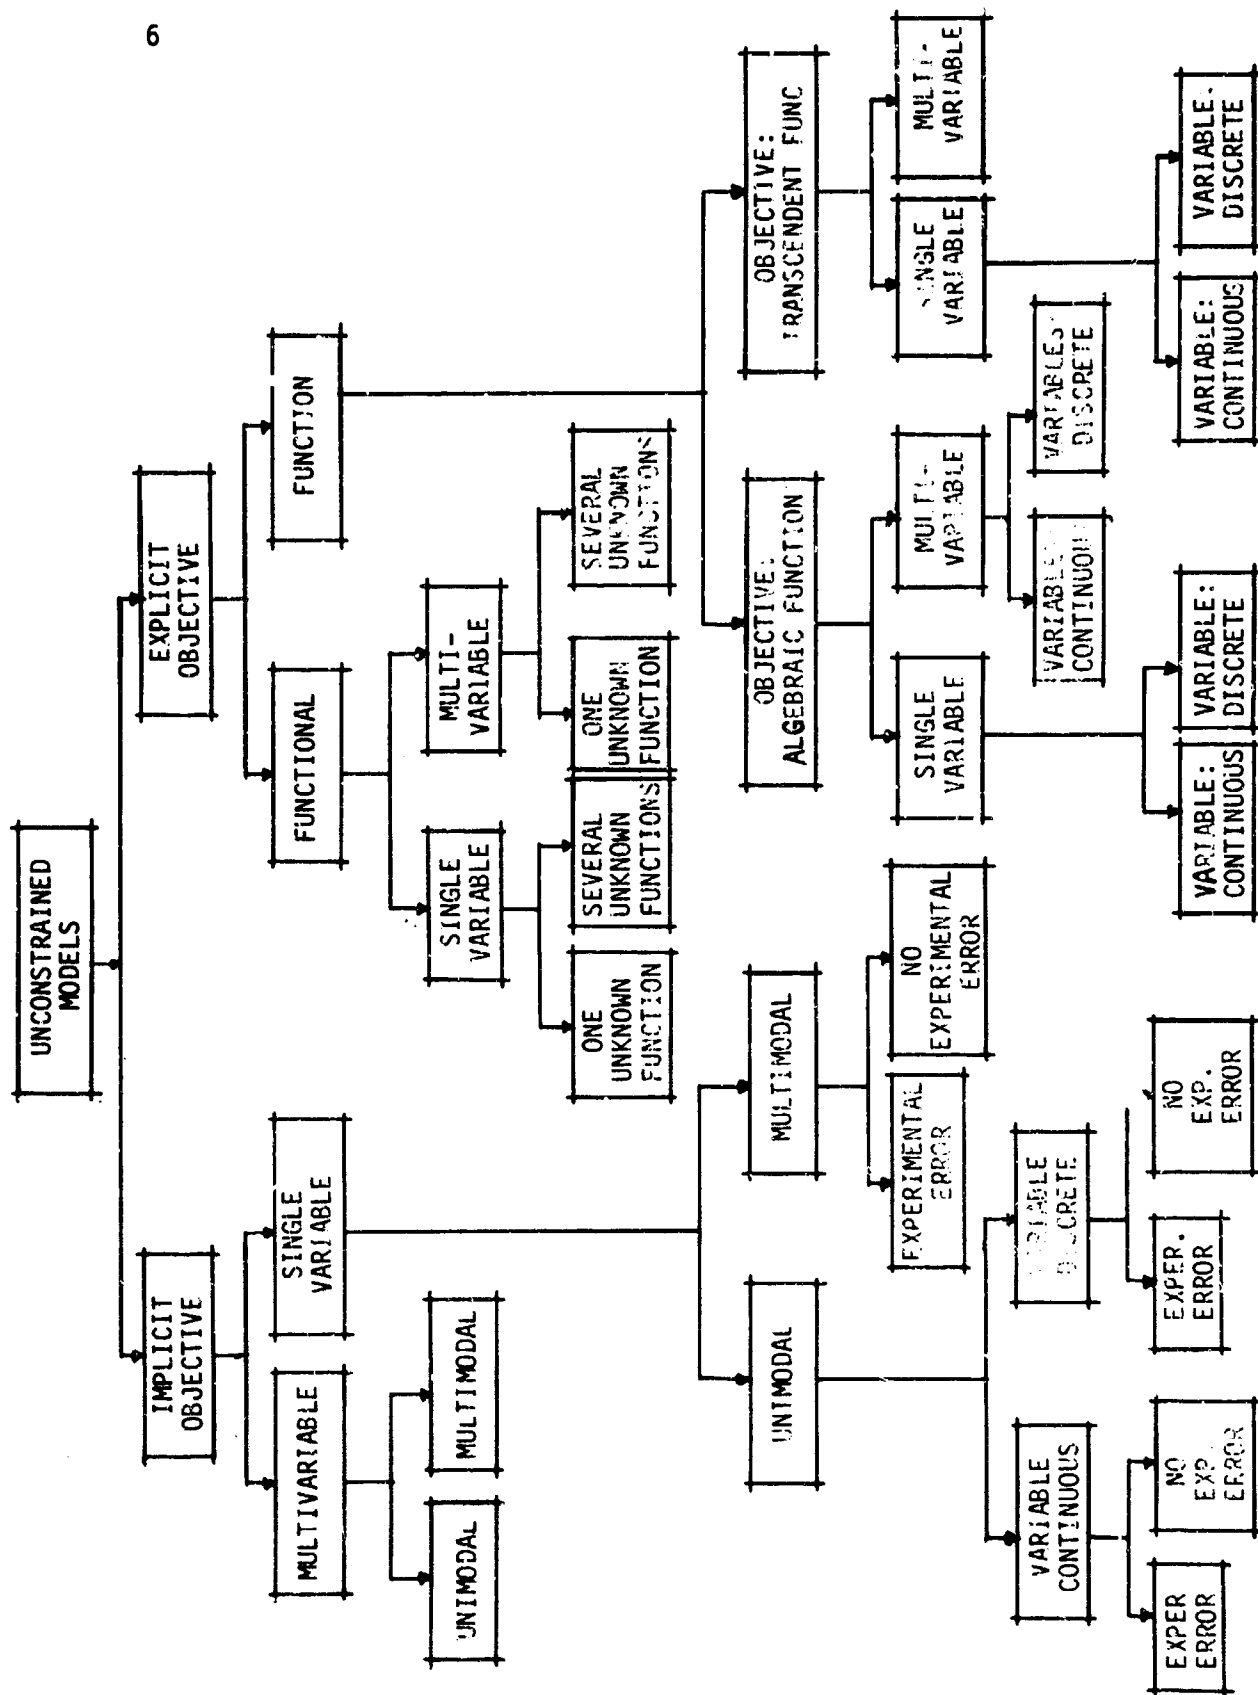 6
UNCONSTRAINED
MODELS
IMPLICIT
OBJECTIVE
EXPLICIT
OBJECTIVE
MULTIVARIABLE
SINGLE
VARIABLE
FUNCTIONAL
FUNCTION
UNIMODAL
MULTIMODAL
SINGLE
VARIABLE
MULTI-
VARIABLE
ONE
UNKNOWN
FUNCTION
SEVERAL
UNKNOWN
FUNCTIONS
ONE
UNKNOWN
FUNCTION
SEVERAL
UNKNOWN
FUNCTIONS
UNIMODAL
MULTIMODAL
OBJECTIVE:
ALGEBRAIC FUNCTION
OBJECTIVE:
TRANSCENDENT FUNC
EXPERIMENTAL
ERROR
NO
EXPERIMENTAL
ERROR
SINGLE
VARIABLE
MULTI-
VARIABLE
SINGLE
VARIABLE
MULTI-
VARIABLE
VARIABLE
CONTINUOUS
VARIABLE
DISCRETE
VARIABLES
CONTINUOUS
VARIABLES
DISCRETE
EXPER
ERROR
NO
EXP.
ERROR
EXPER.
ERROR
NO
EXP.
ERROR
VARIABLE:
CONTINUOUS
VARIABLE:
DISCRETE
VARIABLE:
CONTINUOUS
VARIABLE:
DISCRETE